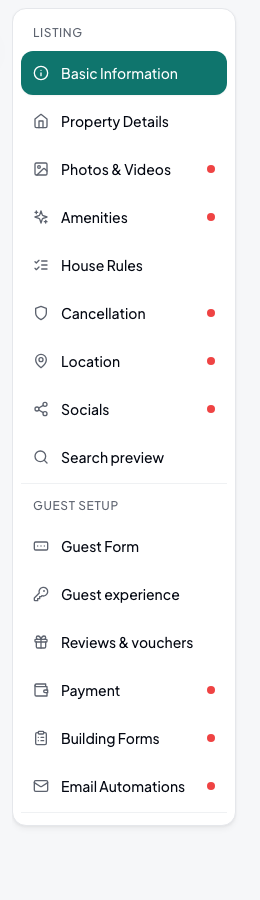 LISTING
Basic Information
Property Details
Photos & Videos
Amenities
House Rules
Cancellation
Location
Socials
Search preview
GUEST SETUP
Guest Form
Guest experience
Reviews & vouchers
Payment
Building Forms
Email Automations